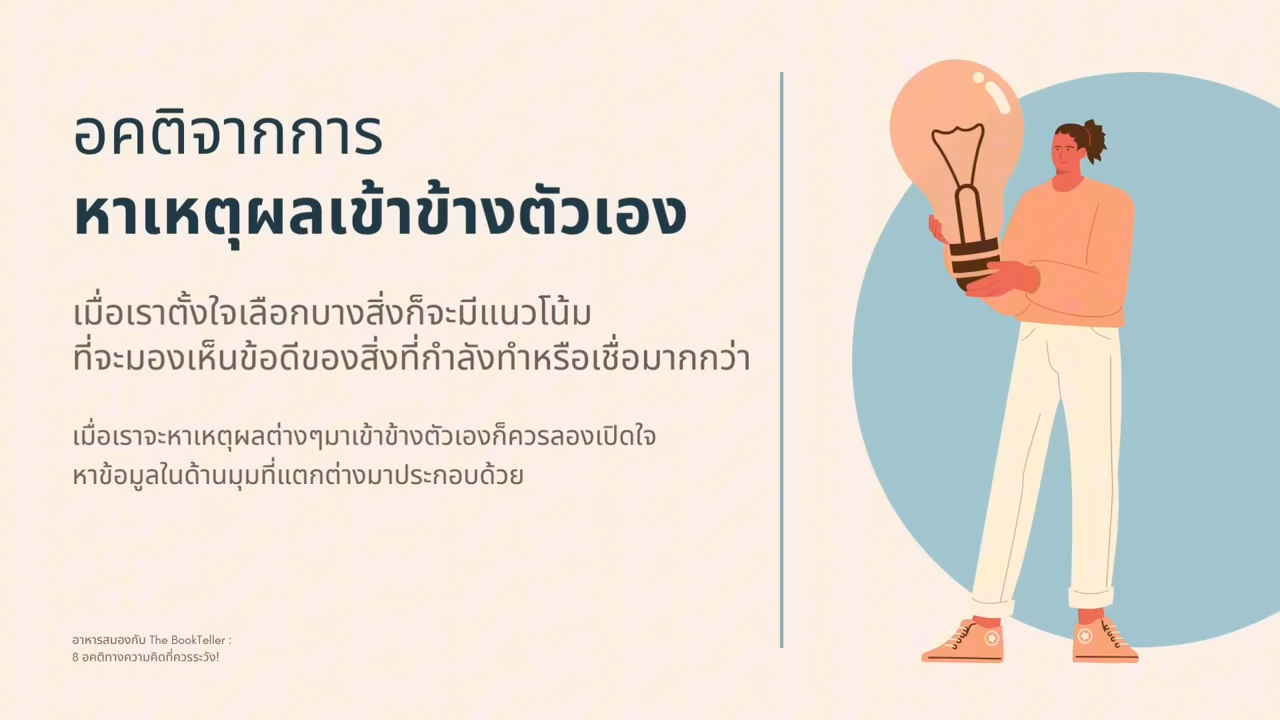 อคติจากการ
หาเหตุผลเข้าข้างตัวเอง
เมื่อเราตั้งใจเลือกบางสิ่งก็จะมีแนวโน้ม
ที่จะมองเห็นข้อดีของสิ่งที่กำลังทำหรือเชื่อมากกว่า
เมื่อเราจะหาเหตุผลต่างๆมาเข้าข้างตัวเองก็ควรลองเปิดใจ
หาข้อมูลในด้านมุมที่แตกต่างมาประกอบด้วย
อาหารสมองกับ The BookTeller :
8 อคติทางความคิดที่ควรระวัง!